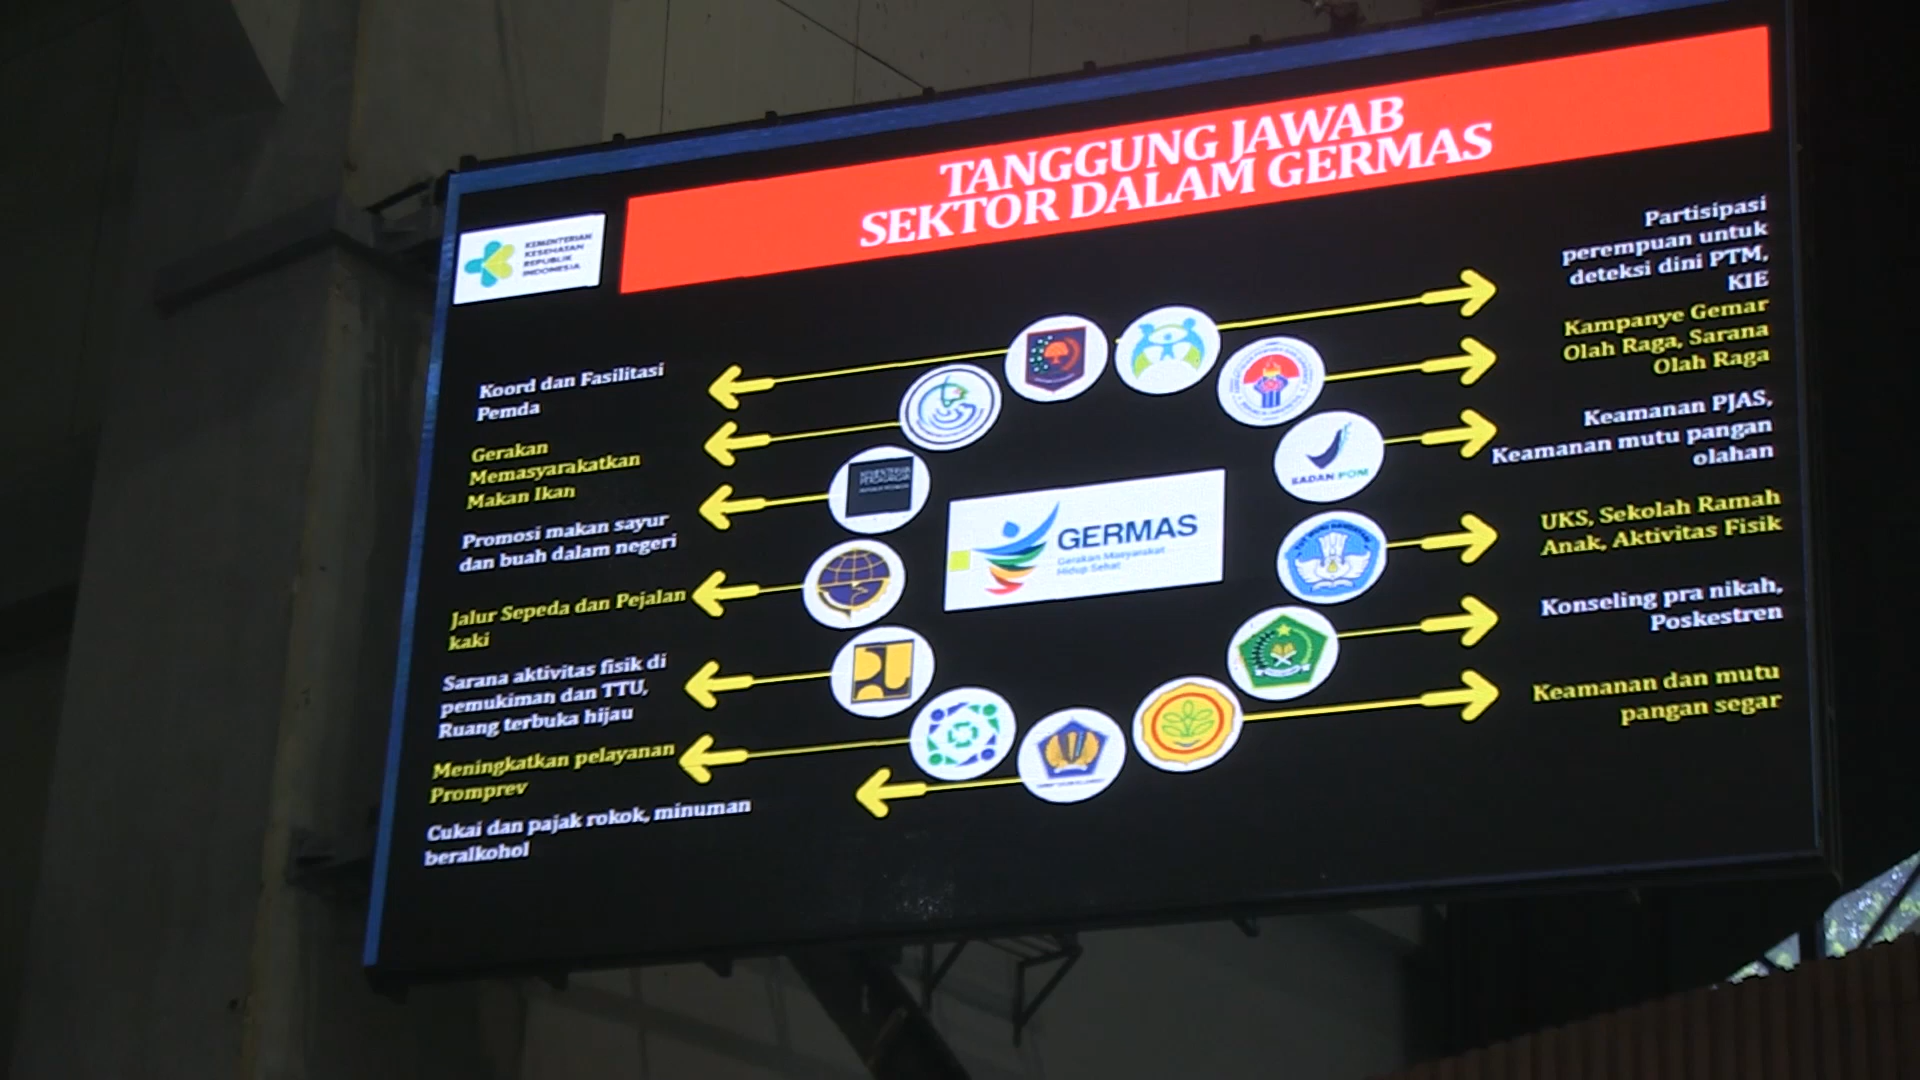 TANGGUNG JAWAB
SEKTOR DALAM GERMAS
KEMENTERIAN
KESEHATAN
REPUBLIK
INDONESIA
Koord dan Fasilitasi
Pemda
Gerakan
Memasyarakatkan
Makan Ikan
Promosi makan sayur
dan buah dalam negeri
Jalur Sepeda dan Pejalan
kaki
Sarana aktivitas fisik di
pemukiman dan TTU,
Ruang terbuka hijau
Meningkatkan pelayanan
Promprev
Cukai dan pajak rokok, minuman
beralkohol
KEMENTERIAN
PERDAGANGAN
GERMAS
Gerakan Masyarakat
Hidup Sehat
BADAN POM
Partisipasi
perempuan untuk
deteksi dini PTM,
KIE
Kampanye Gemar
Olah Raga, Sarana
Olah Raga
Keamanan PJAS,
Keamanan mutu pangan
olahan
UKS, Sekolah Ramah
Anak, Aktivitas Fisik
Konseling pra nikah,
Poskestren
Keamanan dan mutu
pangan segar